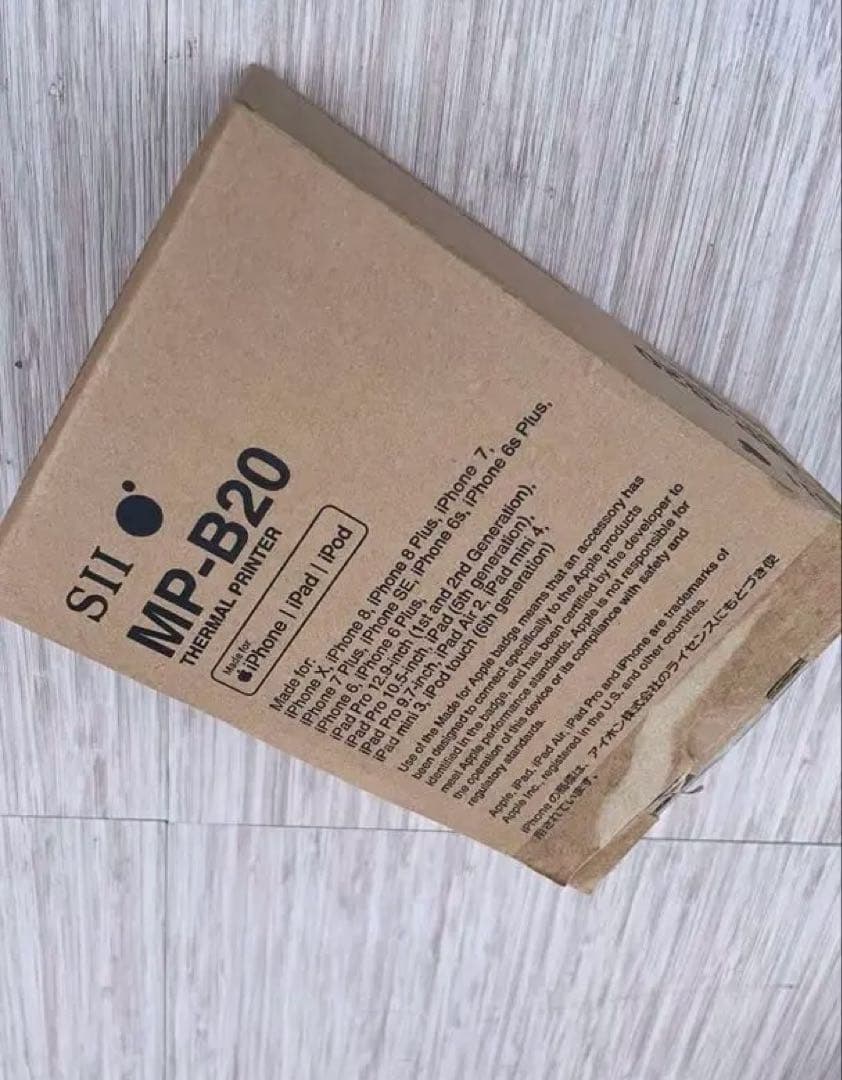 SII
MP-B20
THERMAL PRINTER
Made for
iPhone | iPad | iPod
Made for:
iPhone X, iPhone 8, iPhone 8 Plus, iPhone 7,
iPhone 7 Plus, iPhone SE, iPhone 6s, iPhone 6s Plus,
iPhone 6, iPhone 6 Plus,
iPad Pro 12.9-inch (1st and 2nd Generation),
iPad Pro 10.5-inch, iPad (5th generation),
iPad Pro 9.7-inch, iPad Air 2, iPad mini 4,
iPad mini 3, iPod touch (6th generation)
Use of the Made for Apple badge means that an accessory has
been designed to connect specifically to the Apple products
identified in the badge, and has been certified by the developer to
meet Apple performance standards. Apple is not responsible for
the operation of this device or its compliance with safety and
regulatory standards.
Apple, iPad, iPad Air, iPad Pro and iPhone are trademarks of
Apple Inc., registered in the U.S. and other countries.
iPhone の商標は、アイホン株式会社のライセンスにもとづき使
用されています。